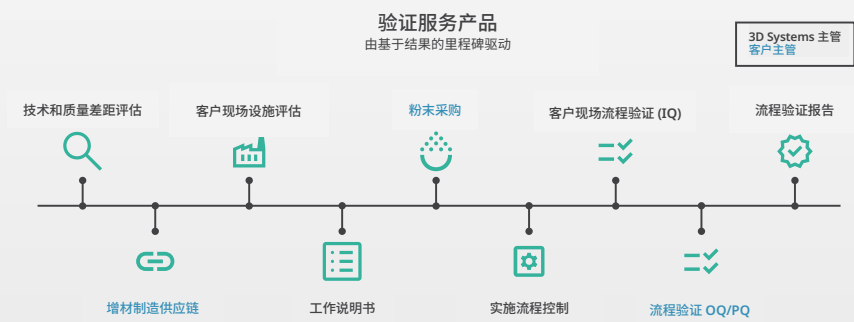 验证服务产品
由基于结果的里程碑驱动
3D Systems 主管
客户主管
技术和质量差距评估
客户现场设施评估
粉末采购
客户现场流程验证 (IQ)
流程验证报告
增材制造供应链
工作说明书
实施流程控制
流程验证 OQ/PQ